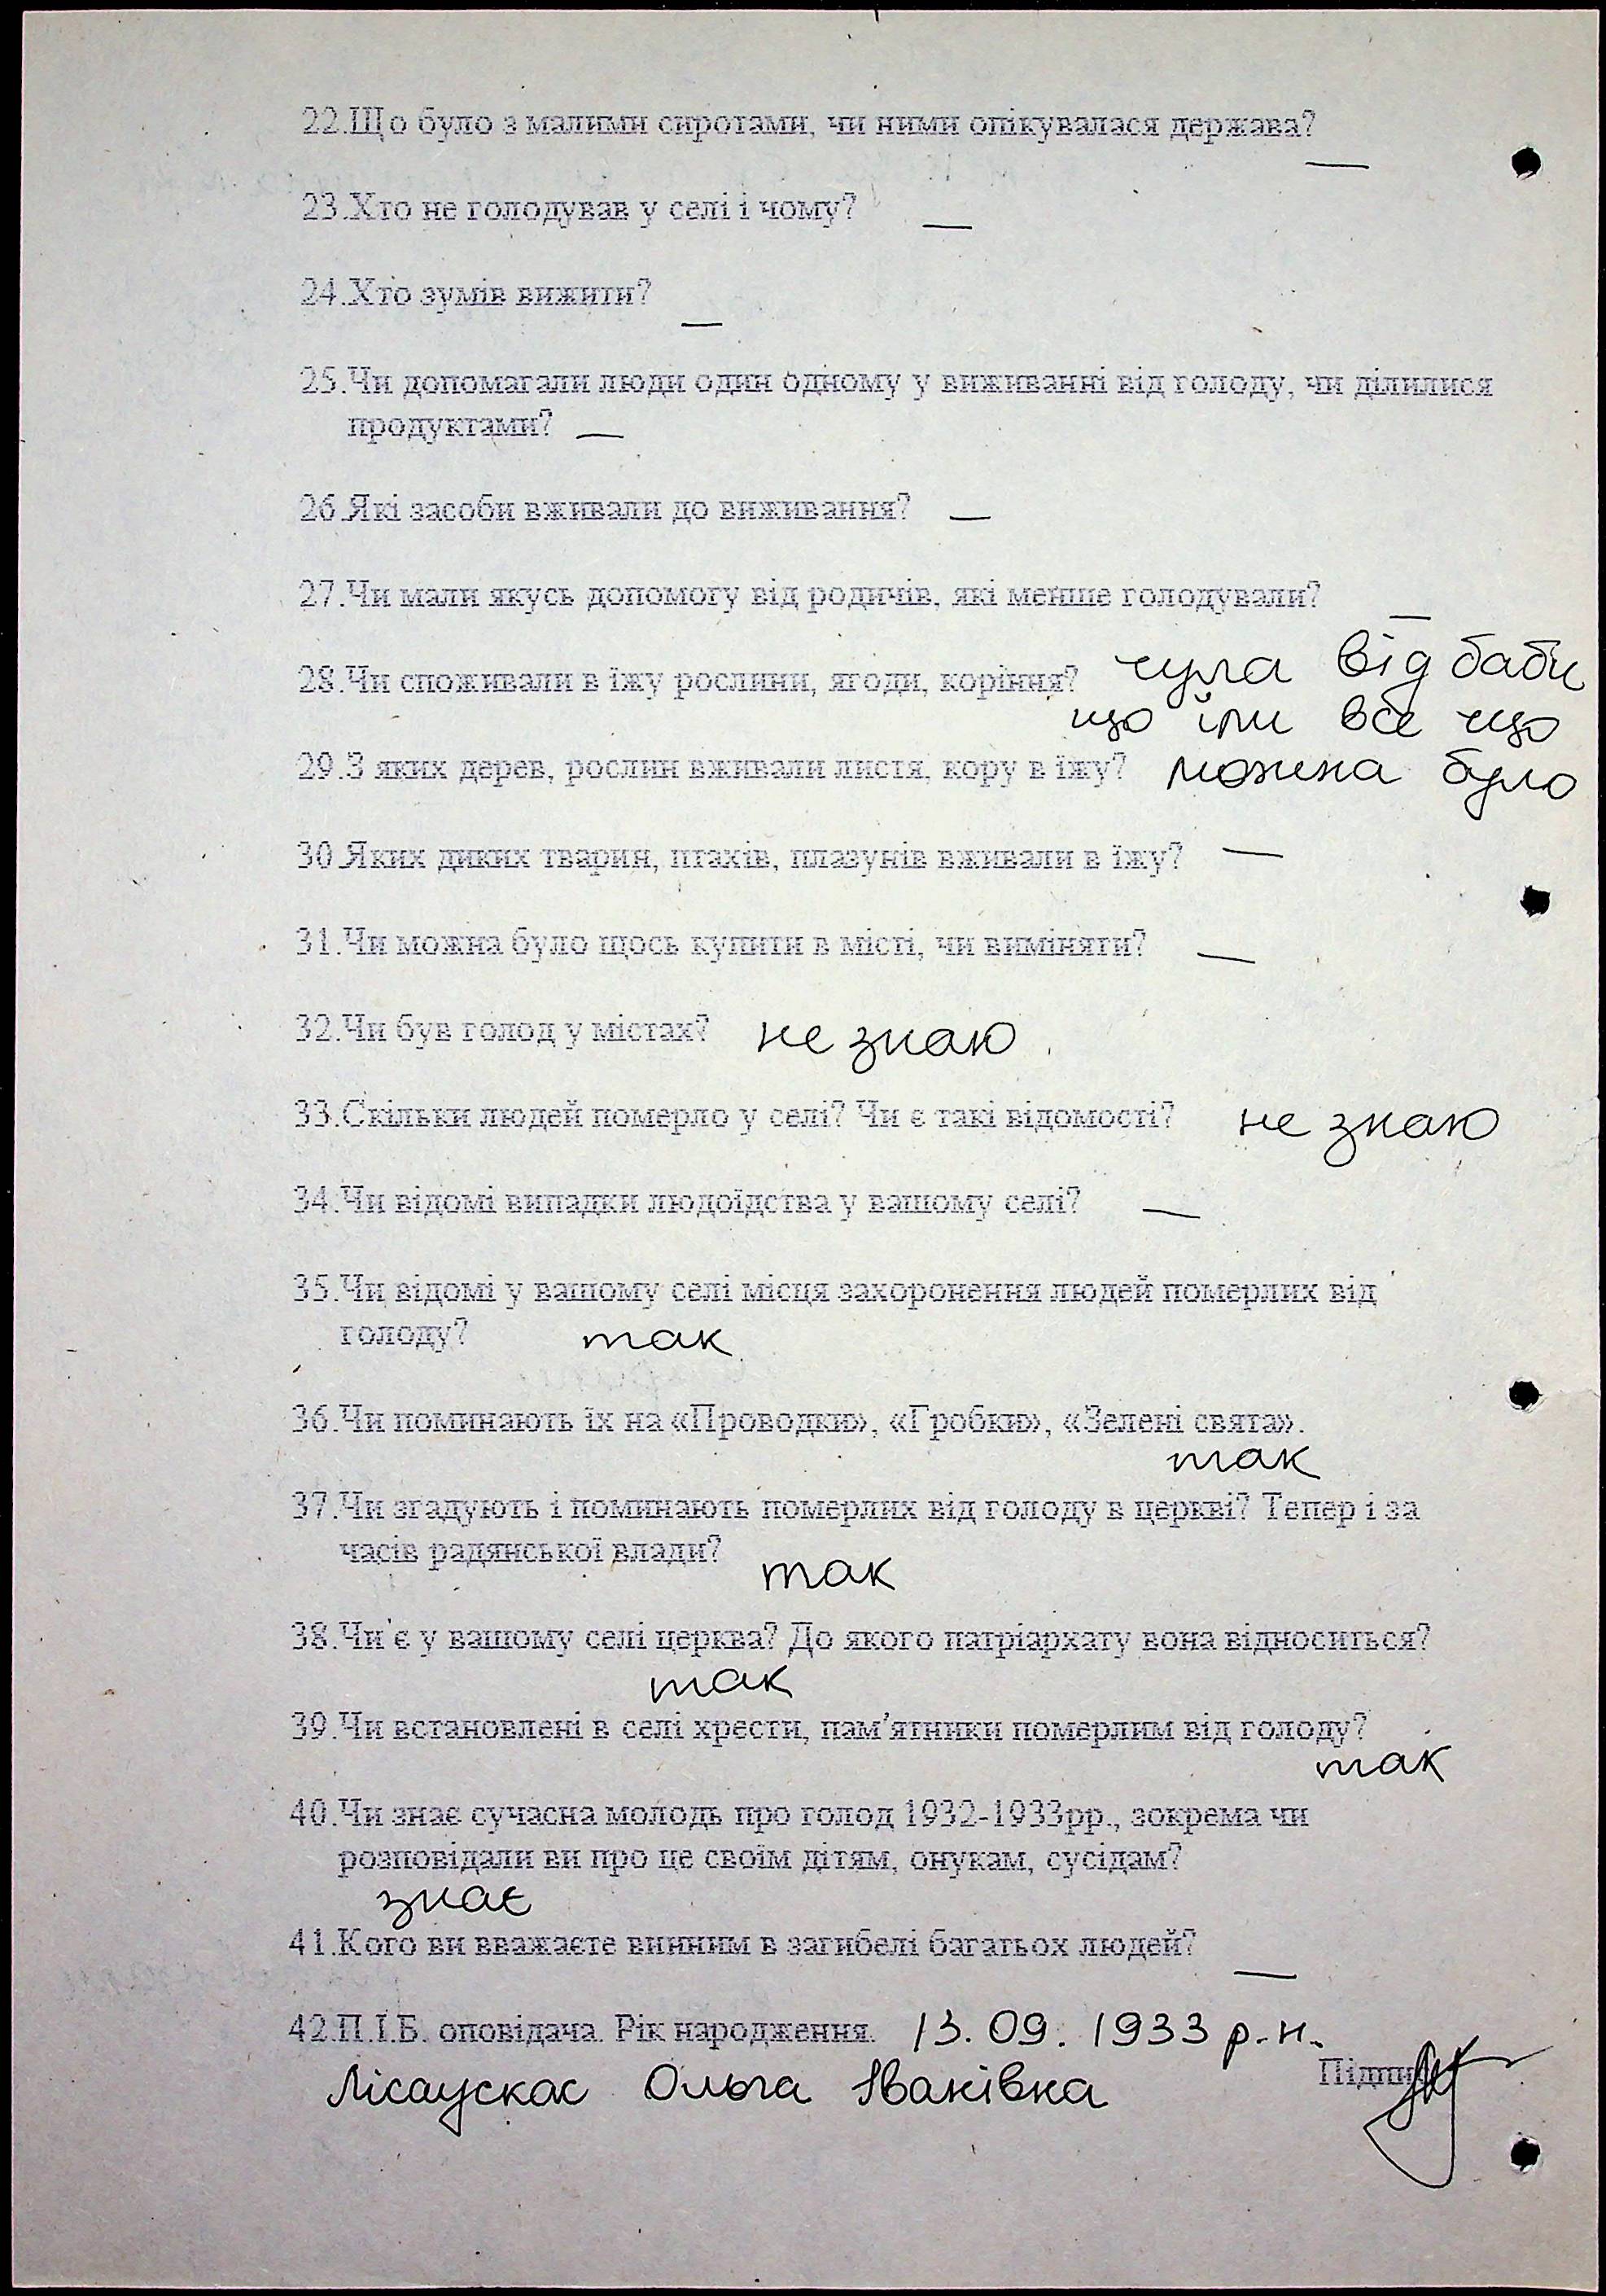 22.Що було з малими сиротами, чи ними опікувалася держава?
—
23.Хто не голодував у селі і чому? —
24.Хто зумів вижити? —
25.Чи допомагали люди один одному у виживанні від голоду, чи ділилися
продуктами? —
26.Які засоби вживали до виживання? —
27.Чи мали якусь допомогу від родичів, які менше голодували? —
28.Чи споживали в їжу рослини, ягоди, коріння? чула від баби
що їли все що
29.З яких дерев, рослин вживали листя, кору в їжу? можна було
30.Яких диких тварин, птахів, плазунів вживали в їжу? —
31.Чи можна було щось купити в місті, чи виміняти? —
32.Чи був голод у містах? не знаю
33.Скільки людей померло у селі? Чи є такі відомості? не знаю
34.Чи відомі випадки людоїдства у вашому селі? —
35.Чи відомі у вашому селі місця захоронення людей померлих від
голоду? так
36.Чи поминають їх на «Проводки», «Гробки», «Зелені свята».
так
37.Чи згадують і поминають померлих від голоду в церкві? Тепер і за
часів радянської влади? так
38.Чи є у вашому селі церква? До якого патріархату вона відноситься?
так
39.Чи встановлені в селі хрести, пам'ятники померлим від голоду?
так
40.Чи знає сучасна молодь про голод 1932-1933рр., зокрема чи
розповідали ви про це своїм дітям, онукам, сусідам?
знає
41.Кого ви вважаєте винним в загибелі багатьох людей? —
42.П.І.Б. оповідача. Рік народження. 13.09.1933 р.н.
Підпис
Лісаускас Ольга Іванівна